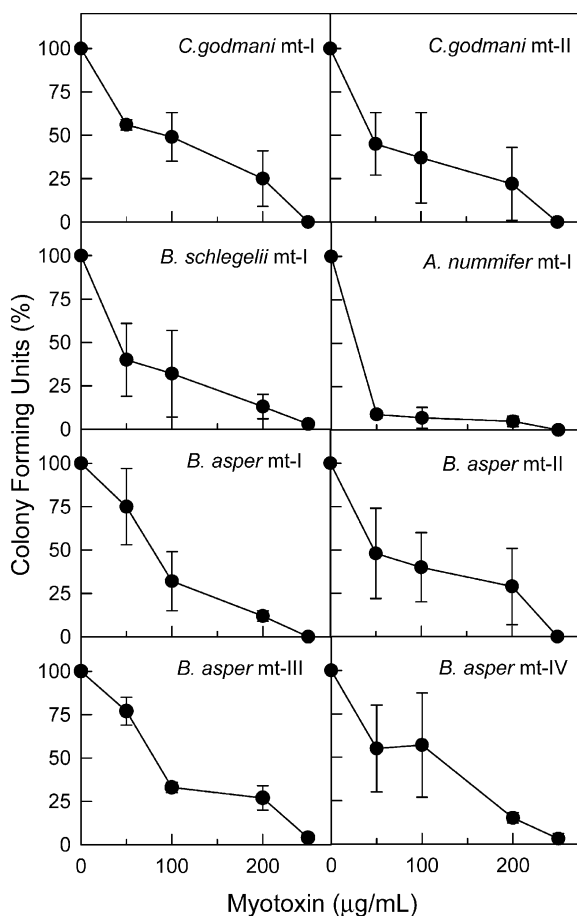 C.godmani mt-I
C.godmani mt-II
100
75
50
25
0
B. schlegelii mt-I
A. nummifer mt-I
100
75
50
25
0
B. asper mt-I
B. asper mt-II
100
75
50
25
0
B. asper mt-III
B. asper mt-IV
100
75
50
25
0
0 100 200 0 100 200
Colony Forming Units (%)
Myotoxin (μg/mL)